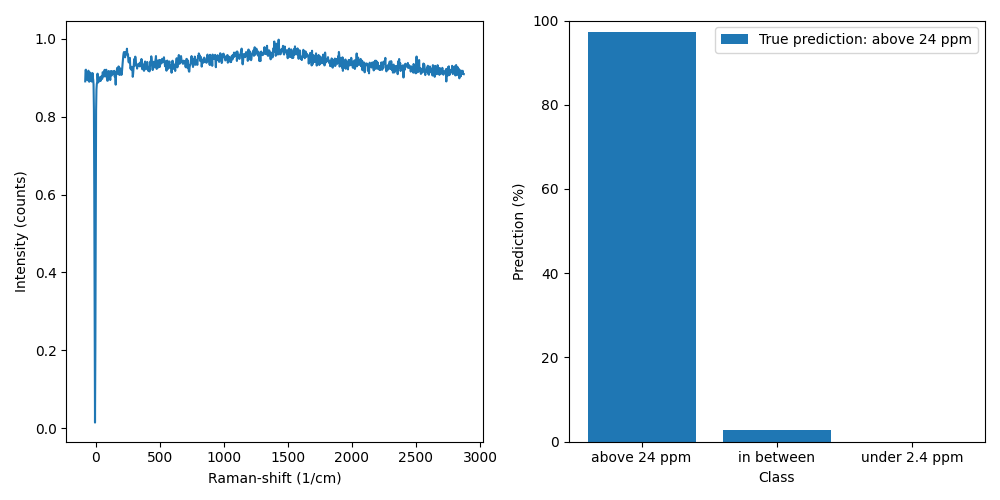 1.0
0.8
0.6
0.4
0.2
0.0
Intensity (counts)
0 500 1000 1500 2000 2500 3000
Raman-shift (1/cm)
100
80
60
40
20
0
Prediction (%)
True prediction: above 24 ppm
above 24 ppm in between under 2.4 ppm
Class